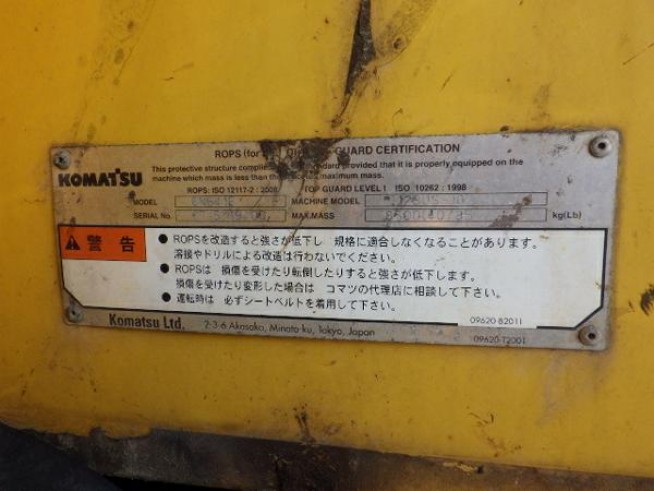 ROPS (for GUARD CERTIFICATION
This protective structure complies standard provided that it is properly equipped on the
machine which mass is less than the maximum mass.
KOMATSU
ROPS: ISO 12117-2 : 2008 TOP GUARD LEVEL 1 ISO 10262 : 1998
MODEL MACHINE MODEL
SERIAL No. MAX.MASS kg(Lb)
警告
● ROPSを改造すると強さが低下し 規格に適合しなくなることがあります。
溶接やドリルによる改造は行わないでください。
● ROPSは 損傷を受けたり転倒したりすると強さが低下します。
損傷を受けたり変形した場合は コマツの代理店に相談して下さい。
● 運転時は 必ずシートベルトを着用して下さい。
09620-B2011
Komatsu Ltd. 2-3-6 Akasaka, Minato-ku, Tokyo, Japan
09620-T2001